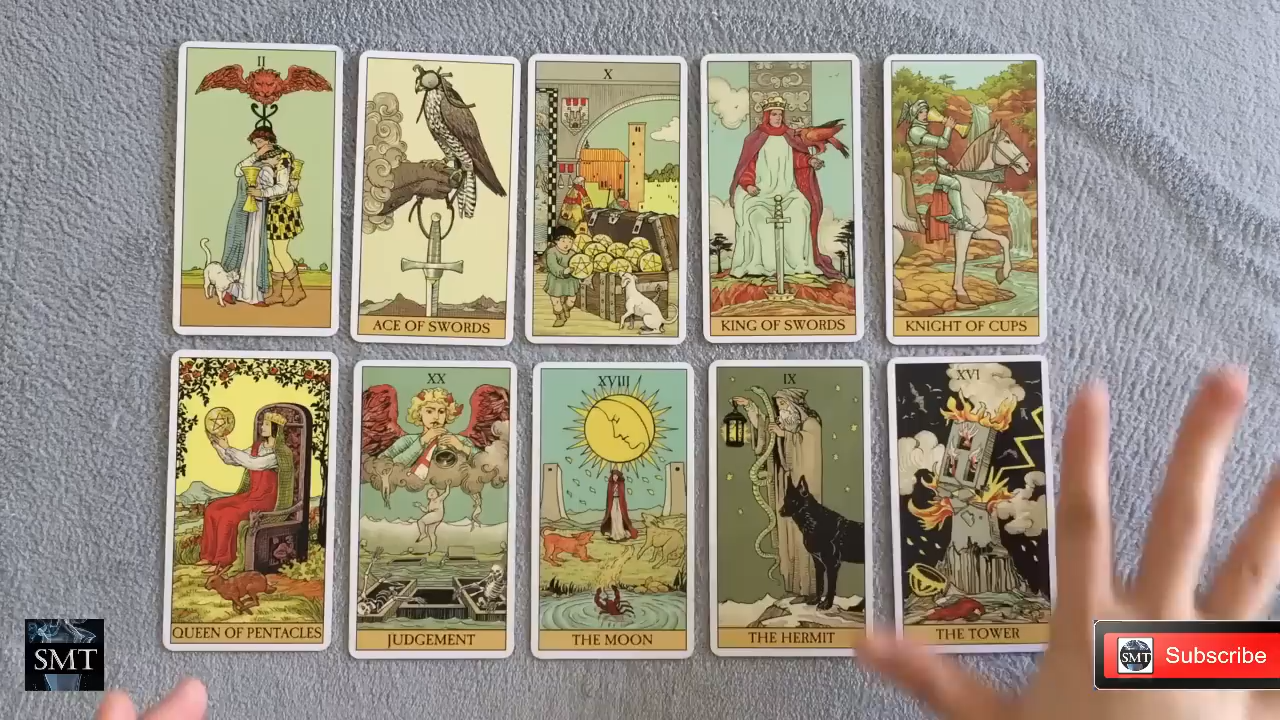 II
ACE OF SWORDS
X
KING OF SWORDS
KNIGHT OF CUPS
QUEEN OF PENTACLES
XX
JUDGEMENT
XVIII
THE MOON
IX
THE HERMIT
XVI
THE TOWER
SMT
SMT
Subscribe